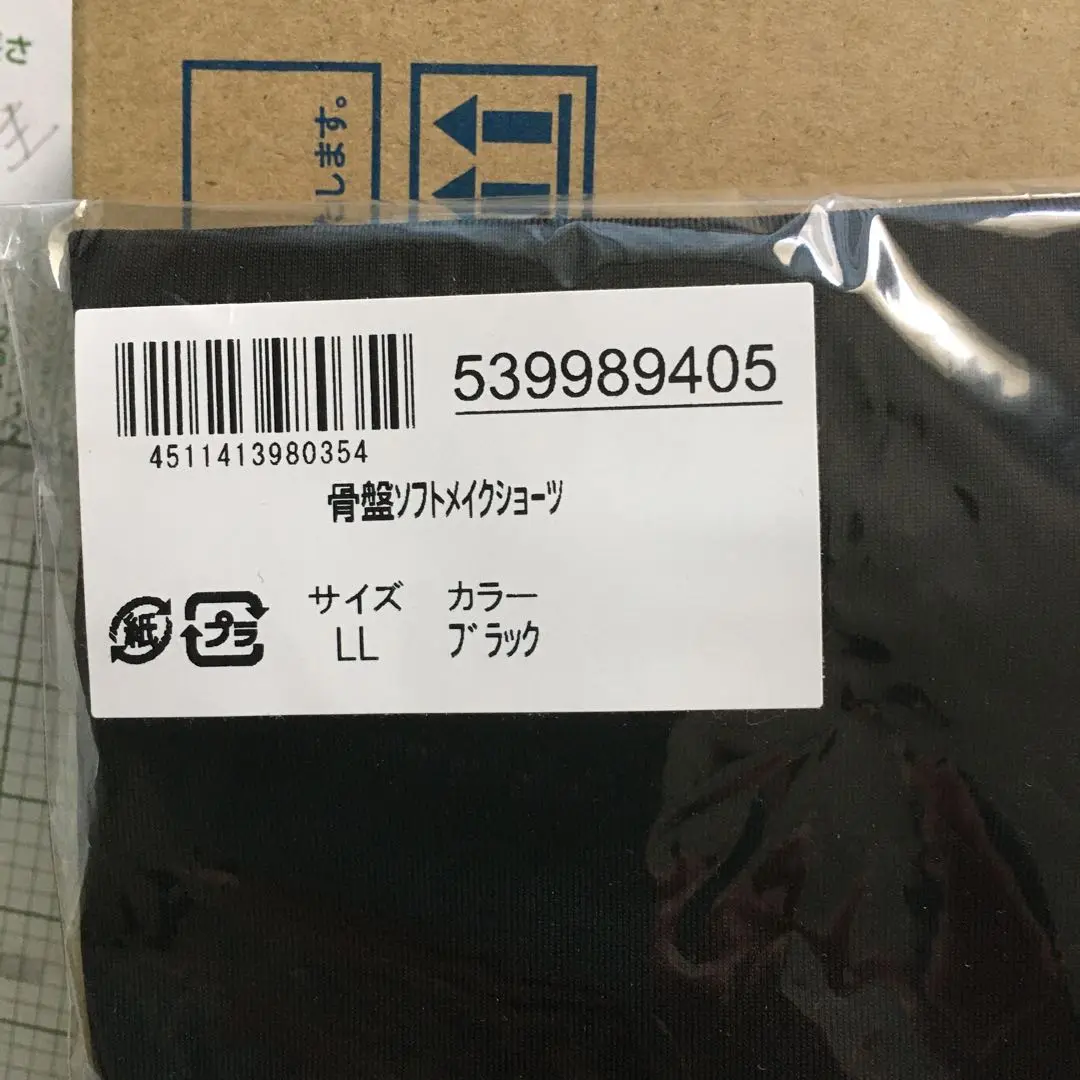 さ
します。
539989405
4511413980354
骨盤ソフトメイクショーツ
紙
プラ
サイズ カラー
LL ブラック